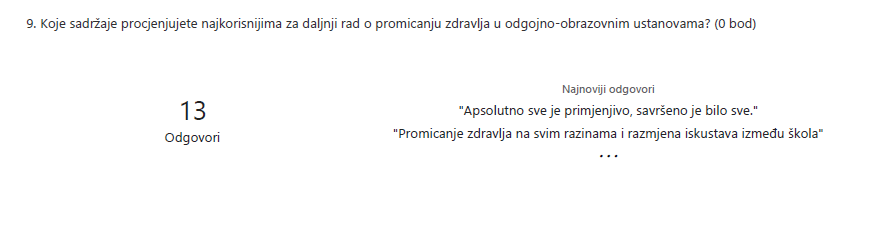 9. Koje sadržaje procjenjujete najkorisnijima za daljnji rad o promicanju zdravlja u odgojno-obrazovnim ustanovama? (0 bod)
13
Odgovori
Najnoviji odgovori
"Apsolutno sve je primjenjivo, savršeno je bilo sve."
"Promicanje zdravlja na svim razinama i razmjena iskustava između škola"
...